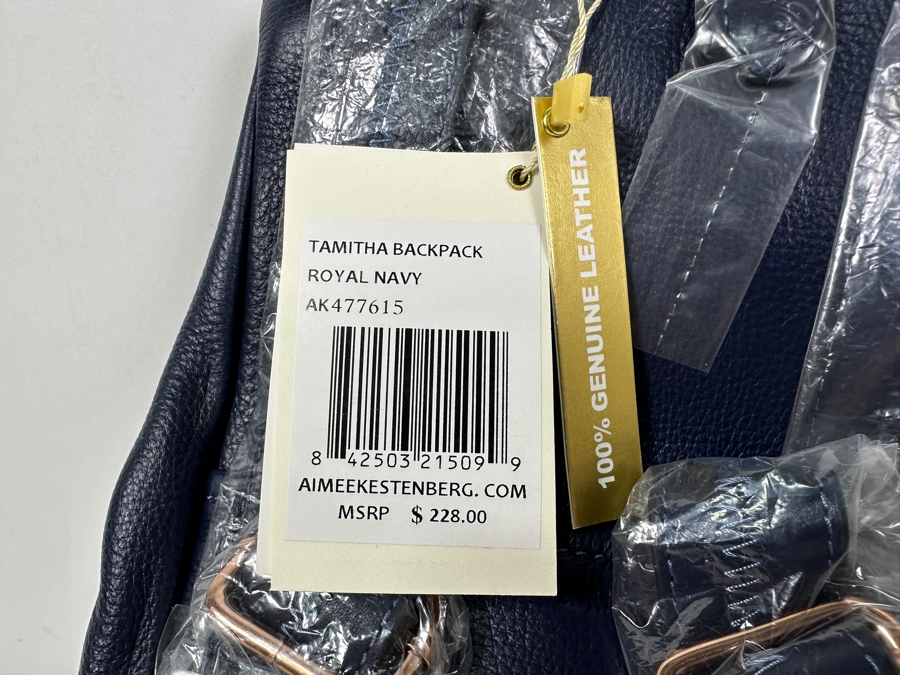 TAMITHA BACKPACK
ROYAL NAVY
AK477615
8 42503 21509 9
AIMEEKESTENBERG. COM
MSRP $ 228.00
100% GENUINE LEATHER